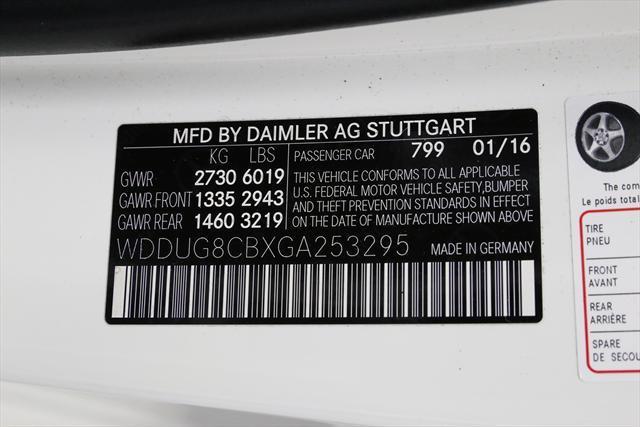 MFD BY DAIMLER AG STUTTGART
KG LBS PASSENGER CAR 799 01/16
GVWR 2730 6019
GAWR FRONT 1335 2943
GAWR REAR 1460 3219
THIS VEHICLE CONFORMS TO ALL APPLICABLE
U.S. FEDERAL MOTOR VEHICLE SAFETY, BUMPER
AND THEFT PREVENTION STANDARDS IN EFFECT
ON THE DATE OF MANUFACTURE SHOWN ABOVE.
WDDUG8CBXGA253295 MADE IN GERMANY
The com
Le poids total
TIRE
PNEU
FRONT
AVANT
REAR
ARRIÈRE
SPARE
DE SECOU